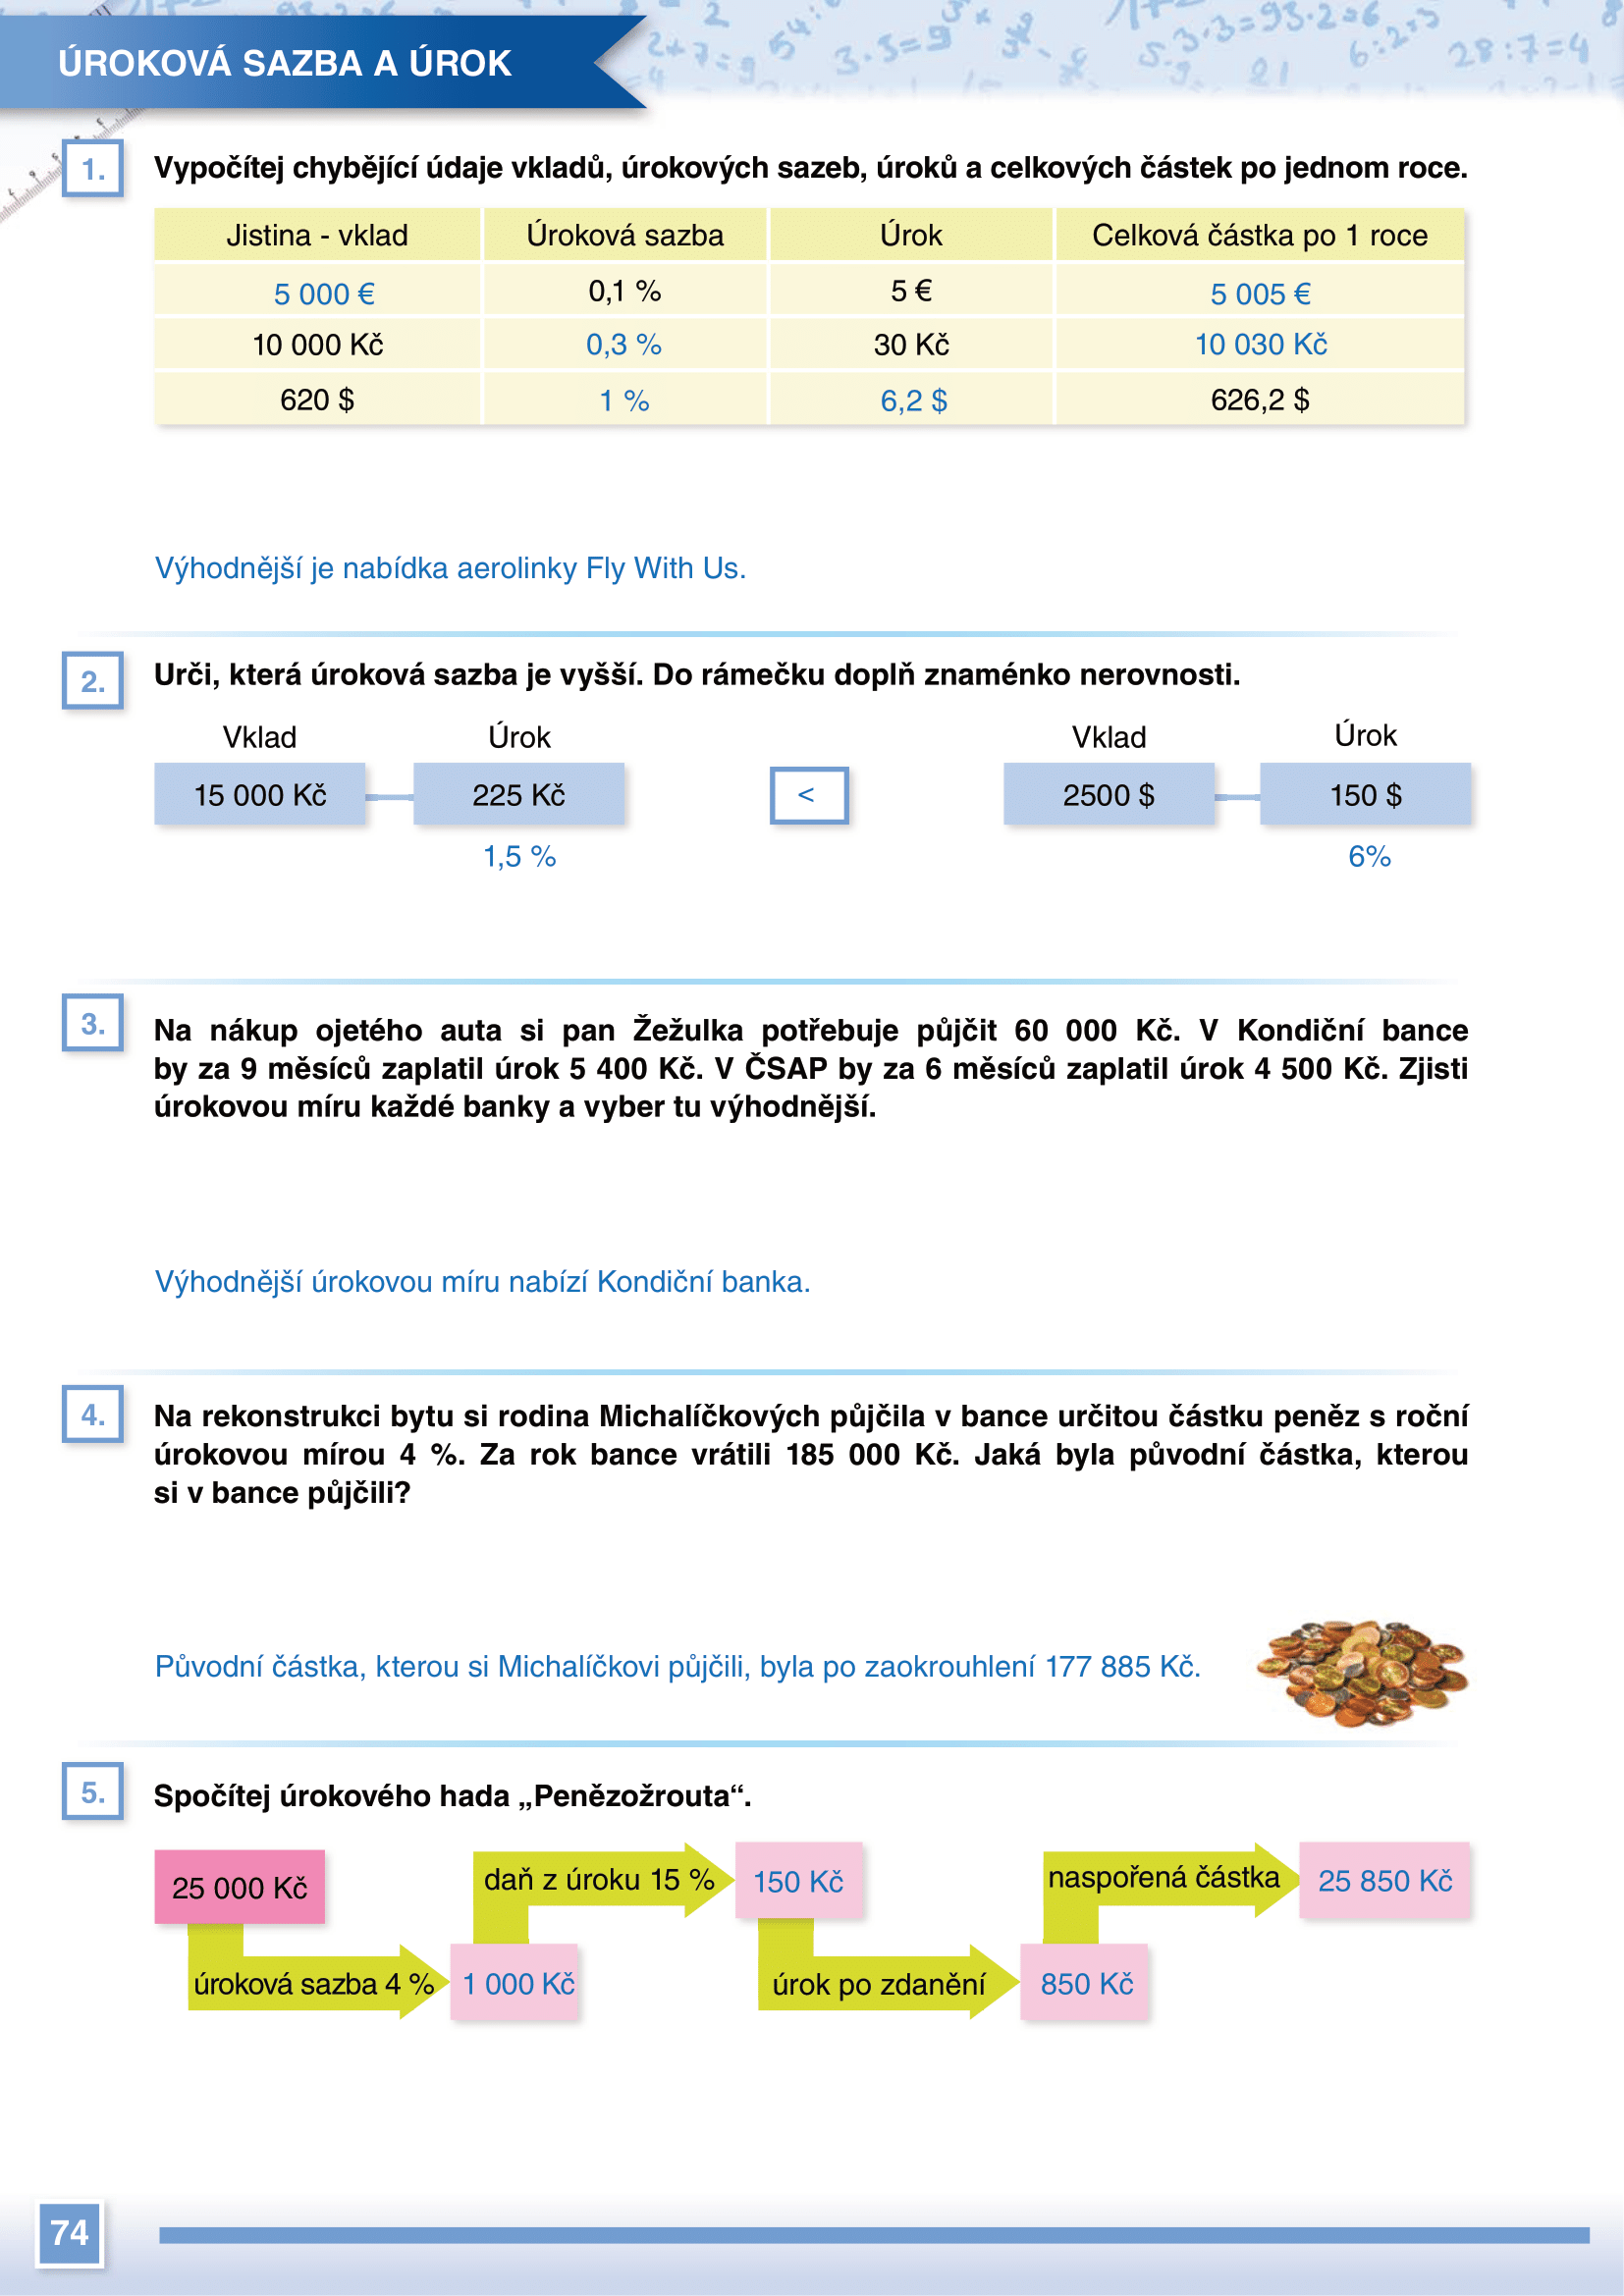 ÚROKOVÁ SAZBA A ÚROK
1. Vypočítej chybějící údaje vkladů, úrokových sazeb, úroků a celkových částek po jednom roce.
Jistina - vklad Úroková sazba Úrok Celková částka po 1 roce
5 000 € 0,1 % 5 € 5 005 €
10 000 Kč 0,3 % 30 Kč 10 030 Kč
620 $ 1 % 6,2 $ 626,2 $
Výhodnější je nabídka aerolinky Fly With Us.
2. Urči, která úroková sazba je vyšší. Do rámečku doplň znaménko nerovnosti.
Vklad Úrok Vklad Úrok
15 000 Kč 225 Kč < 2500 $ 150 $
1,5 % 6%
3. Na nákup ojetého auta si pan Žežulka potřebuje půjčit 60 000 Kč. V Kondiční bance
by za 9 měsíců zaplatil úrok 5 400 Kč. V ČSAP by za 6 měsíců zaplatil úrok 4 500 Kč. Zjisti
úrokovou míru každé banky a vyber tu výhodnější.
Výhodnější úrokovou míru nabízí Kondiční banka.
4. Na rekonstrukci bytu si rodina Michalíčkových půjčila v bance určitou částku peněz s roční
úrokovou mírou 4 %. Za rok bance vrátili 185 000 Kč. Jaká byla původní částka, kterou
si v bance půjčili?
Původní částka, kterou si Michalíčkovi půjčili, byla po zaokrouhlení 177 885 Kč.
5. Spočítej úrokového hada „Penězožrouta“.
25 000 Kč daň z úroku 15 % 150 Kč naspořená částka 25 850 Kč
úroková sazba 4 % 1 000 Kč úrok po zdanění 850 Kč
74